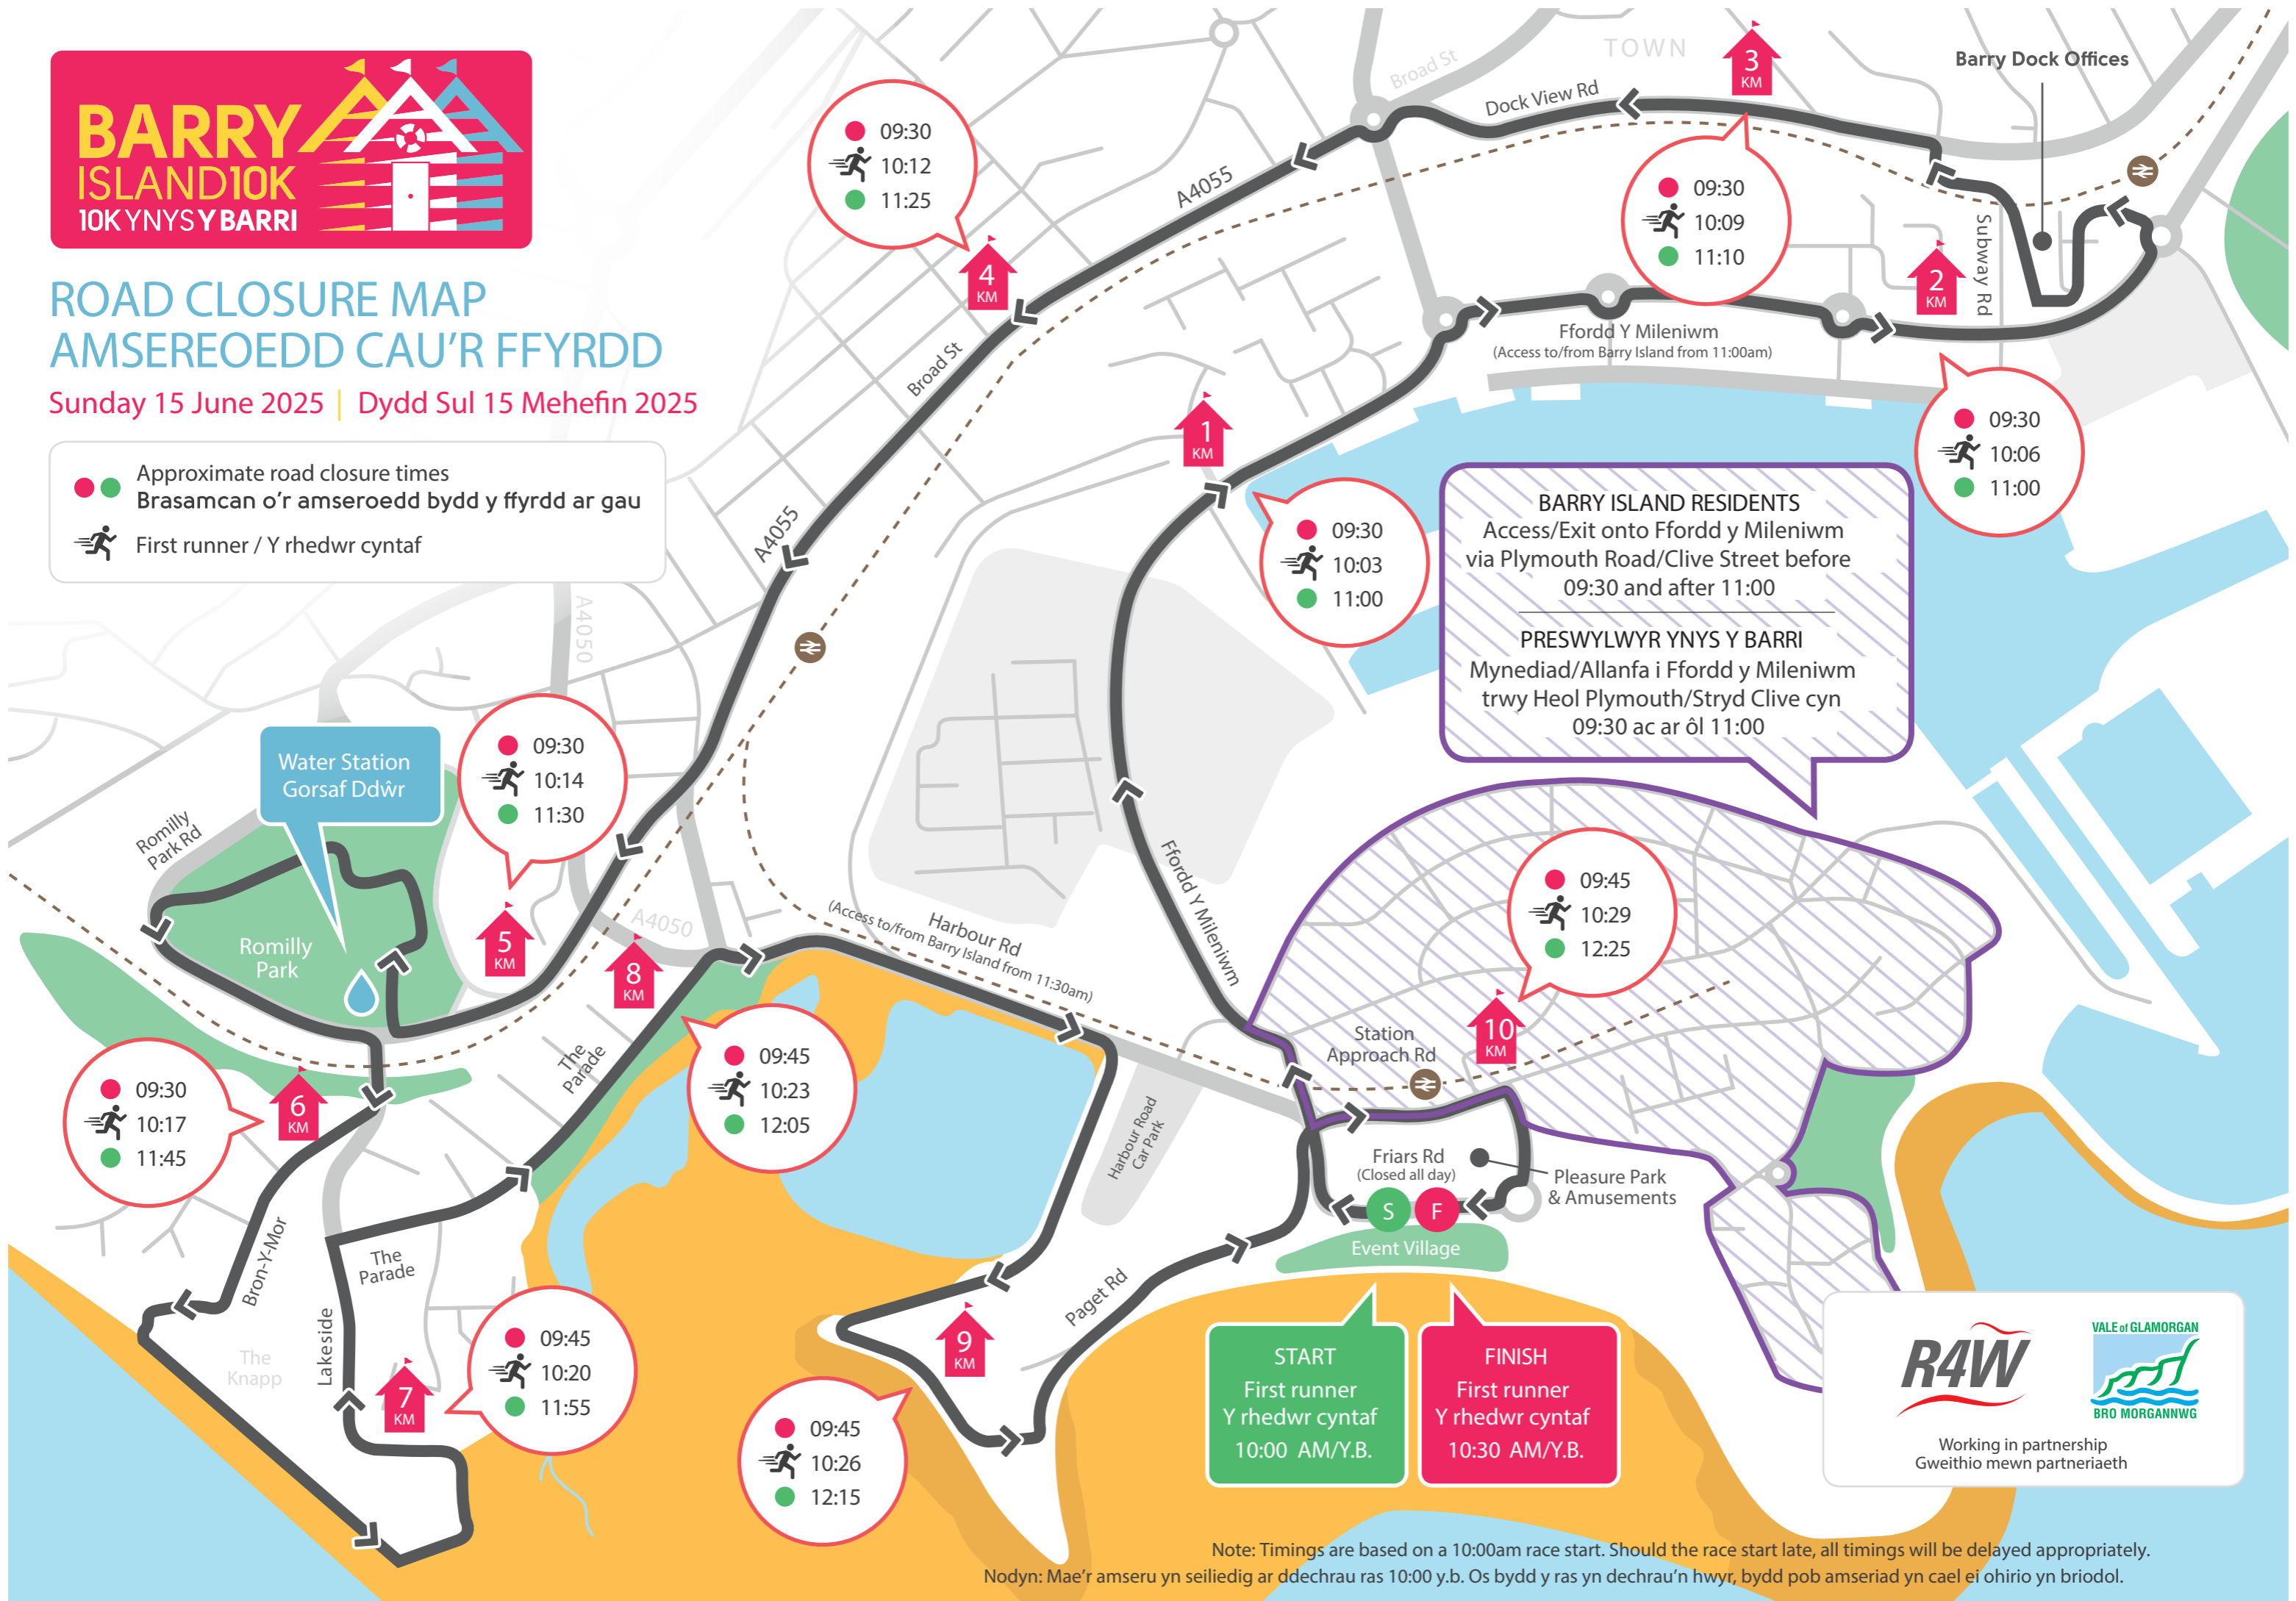 BARRY
ISLAND10K
10K YNYS Y BARRI
ROAD CLOSURE MAP
AMSEREOEDD CAU'R FFYRDD
Sunday 15 June 2025 | Dydd Sul 15 Mehefin 2025
Approximate road closure times
Brasamcan o'r amseroedd bydd y ffyrdd ar gau
First runner / Y rhedwr cyntaf
09:30
10:12
11:25
4
KM
Broad St
TOWN
3
KM
Barry Dock Offices
Dock View Rd
A4055
09:30
10:09
11:10
2
KM
Subway Rd
Ffordd Y Mileniwm
(Access to/from Barry Island from 11:00am)
09:30
10:06
11:00
Broad St
1
KM
09:30
10:03
11:00
A4055
A4050
BARRY ISLAND RESIDENTS
Access/Exit onto Ffordd y Mileniwm
via Plymouth Road/Clive Street before
09:30 and after 11:00
PRESWYLWYR YNYS Y BARRI
Mynediad/Allanfa i Ffordd y Mileniwm
trwy Heol Plymouth/Stryd Clive cyn
09:30 ac ar ôl 11:00
Water Station
Gorsaf Ddŵr
09:30
10:14
11:30
5
KM
Romilly
Park Rd
Romilly
Park
A4050
8
KM
Harbour Rd
(Access to/from Barry Island from 11:30am)
Ffordd Y Mileniwm
09:45
10:29
12:25
10
KM
Station
Approach Rd
The
Parade
09:45
10:23
12:05
09:30
10:17
11:45
6
KM
Harbour Road
Car Park
Friars Rd
(Closed all day)
Pleasure Park
& Amusements
S
F
Event Village
Bron-Y-Mor
The
Parade
Lakeside
The
Knapp
7
KM
09:45
10:20
11:55
Paget Rd
9
KM
09:45
10:26
12:15
START
First runner
Y rhedwr cyntaf
10:00 AM/Y.B.
FINISH
First runner
Y rhedwr cyntaf
10:30 AM/Y.B.
R4W
VALE of GLAMORGAN
BRO MORGANNWG
Working in partnership
Gweithio mewn partneriaeth
Note: Timings are based on a 10:00am race start. Should the race start late, all timings will be delayed appropriately.
Nodyn: Mae'r amseru yn seiliedig ar ddechrau ras 10:00 y.b. Os bydd y ras yn dechrau'n hwyr, bydd pob amseriad yn cael ei ohirio yn briodol.